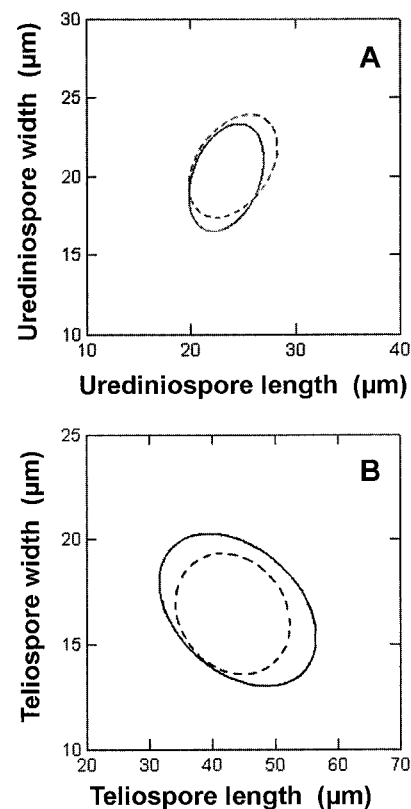 A
Urediniospore width (µm)
30
25
20
15
10
10 20 30 40
Urediniospore length (µm)
B
Teliospore width (µm)
25
20
15
10
20 30 40 50 60 70
Teliospore length (µm)